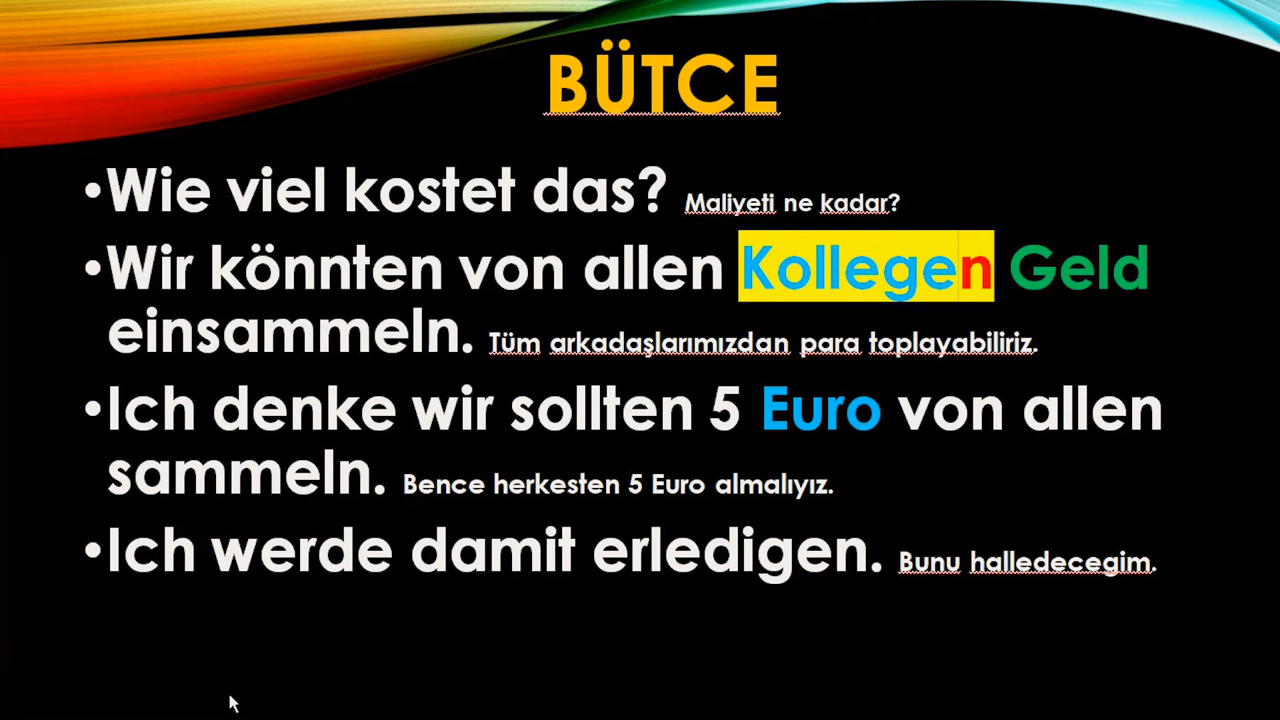 BÜTCE
•Wie viel kostet das? Maliyeti ne kadar?
•Wir könnten von allen Kollegen Geld
einsammeln. Tüm arkadaşlarımızdan para toplayabiliriz.
•Ich denke wir sollten 5 Euro von allen
sammeln. Bence herkesten 5 Euro almalıyız.
•Ich werde damit erledigen. Bunu halledecegim.